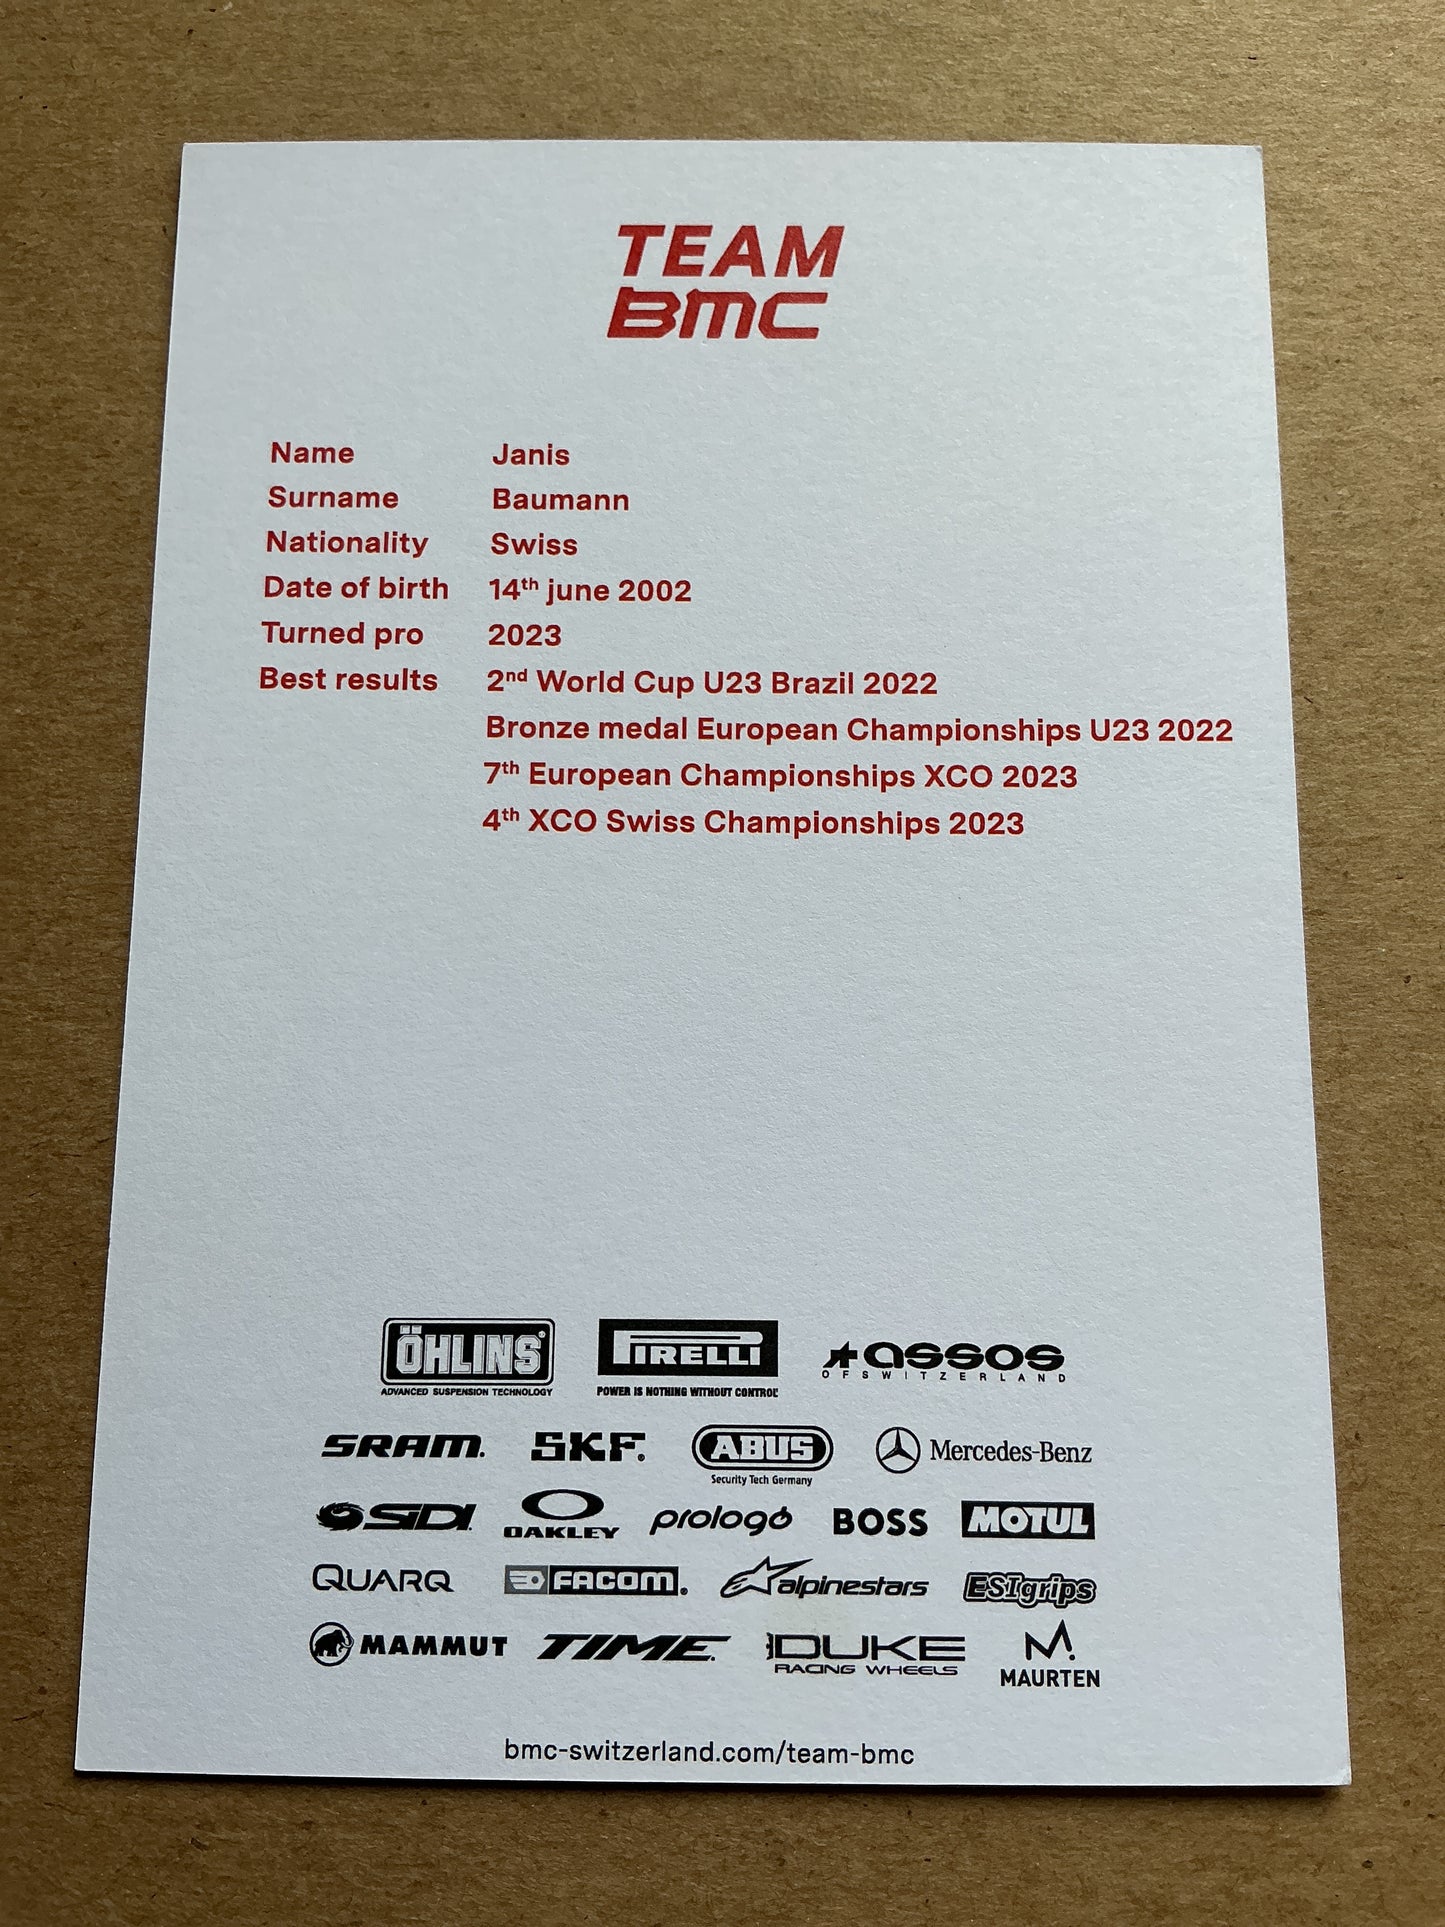 TEAM
BMC
Name Janis
Surname Baumann
Nationality Swiss
Date of birth 14th june 2002
Turned pro 2023
Best results 2nd World Cup U23 Brazil 2022
Bronze medal European Championships U23 2022
7th European Championships XCO 2023
4th XCO Swiss Championships 2023
ÖHLINS PIRELLI assos
ADVANCED SUSPENSION TECHNOLOGY POWER IS NOTHING WITHOUT CONTROL OF SWITZERLAND
SRAM. SKF. ABUS Mercedes-Benz
Security Tech Germany
SIDI OAKLEY prologo BOSS MOTUL
QUARQ FACOM alpinestars ESIgrips
MAMMUT TIME DUKE
RACING WHEELS MAURTEN
bmc-switzerland.com/team-bmc